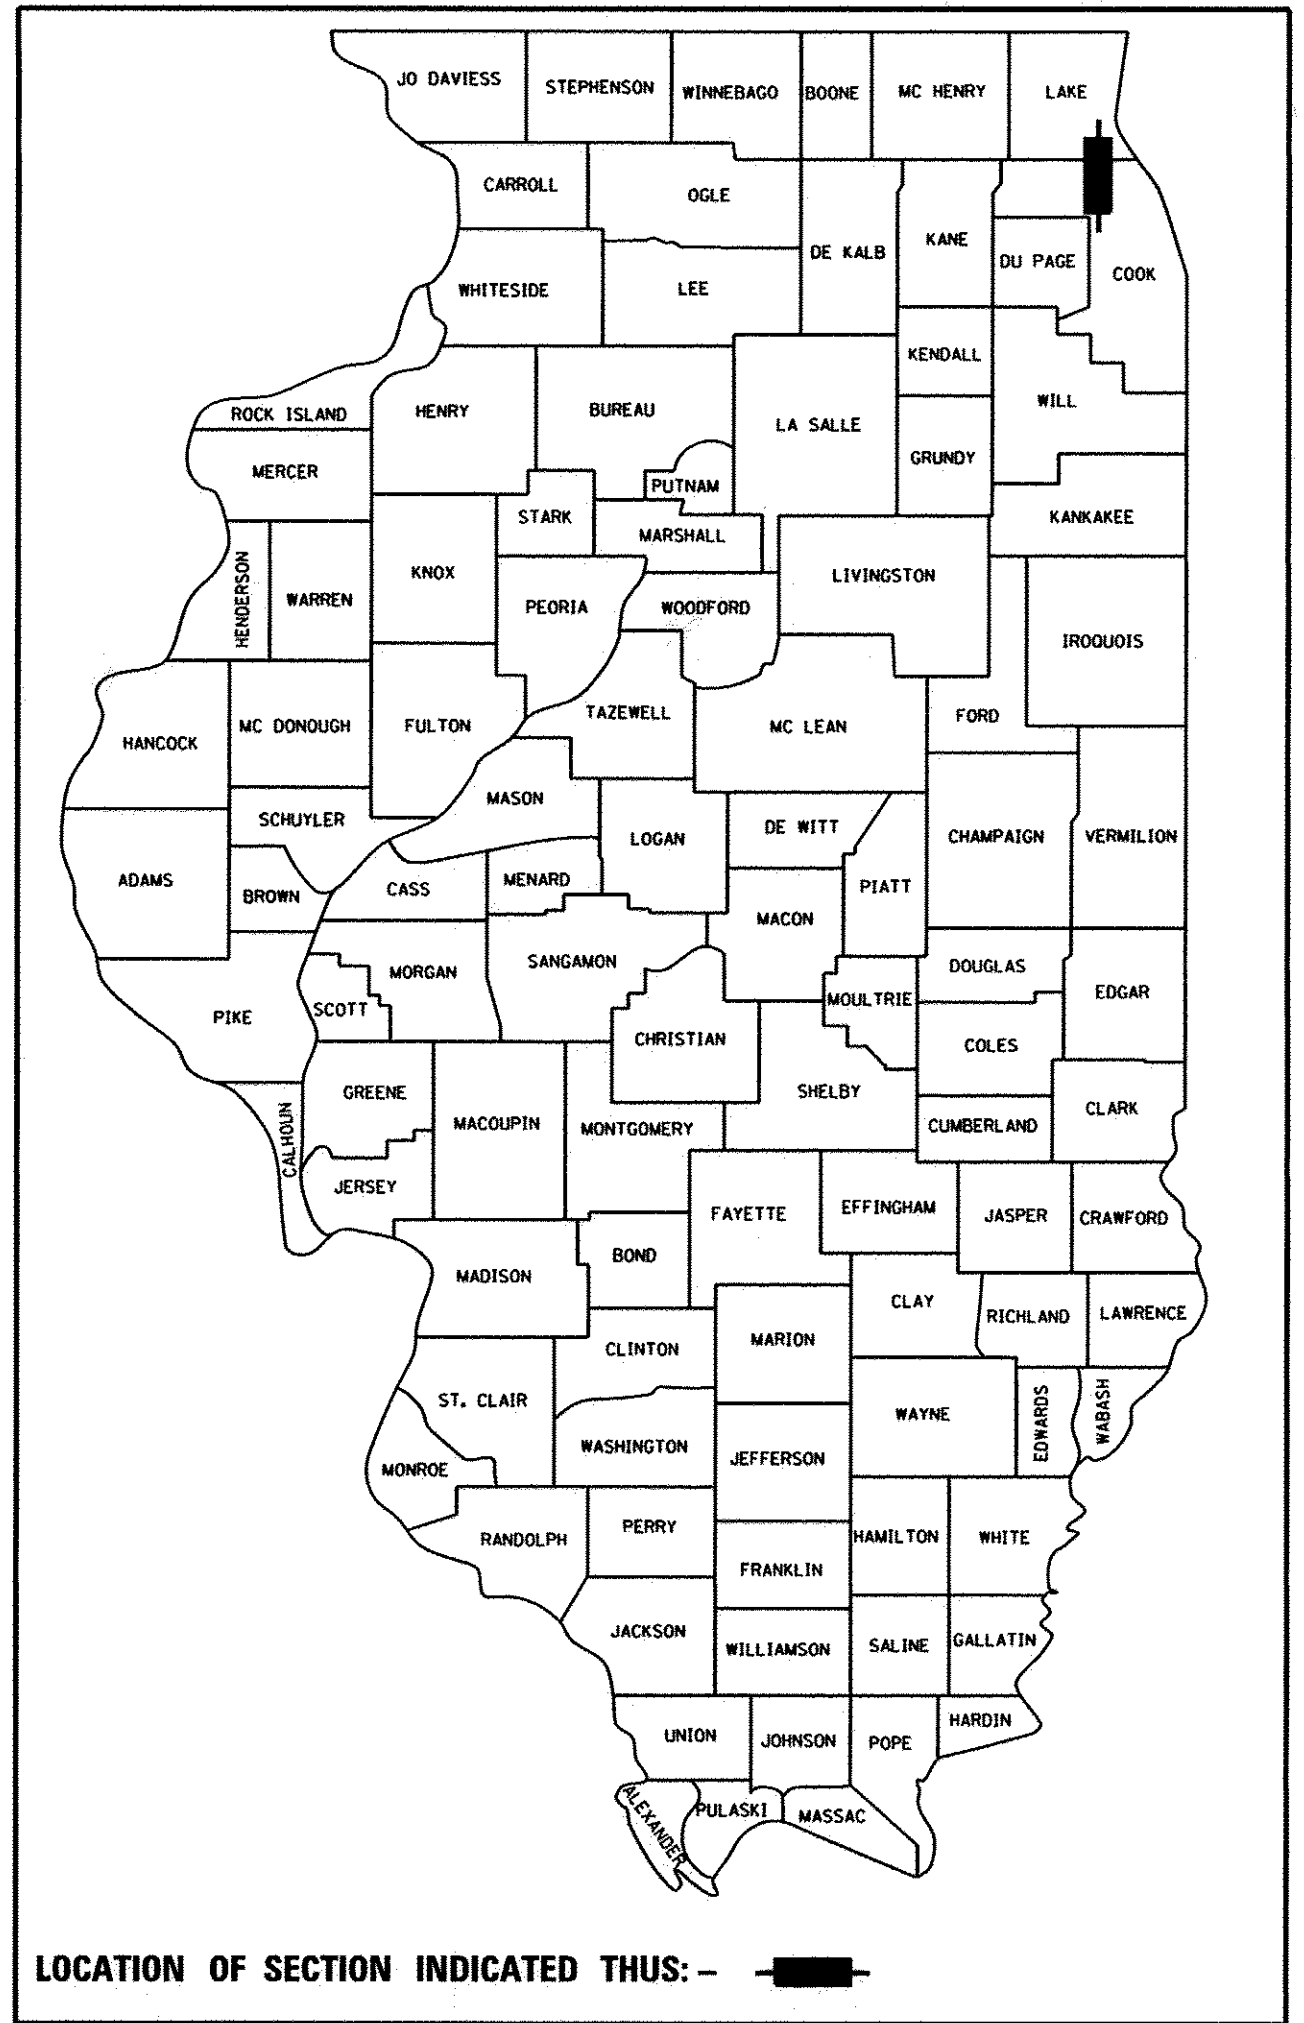 JO DAVIESS
STEPHENSON
WINNEBAGO
BOONE
MC HENRY
LAKE
CARROLL
OGLE
DE KALB
KANE
DU PAGE
COOK
WHITESIDE
LEE
KENDALL
ROCK ISLAND
HENRY
BUREAU
LA SALLE
WILL
MERCER
PUTNAM
GRUNDY
STARK
MARSHALL
KANKAKEE
HENDERSON
WARREN
KNOX
PEORIA
WOODFORD
LIVINGSTON
IROQUOIS
HANCOCK
MC DONOUGH
FULTON
TAZEWELL
MC LEAN
FORD
MASON
SCHUYLER
LOGAN
DE WITT
CHAMPAIGN
VERMILION
ADAMS
BROWN
CASS
MENARD
PIATT
MACON
SANGAMON
MORGAN
DOUGLAS
EDGAR
PIKE
SCOTT
MOULTRIE
CHRISTIAN
COLES
GREENE
SHELBY
CALHOUN
MACOUPIN
MONTGOMERY
CUMBERLAND
CLARK
JERSEY
FAYETTE
EFFINGHAM
JASPER
CRAWFORD
BOND
MADISON
CLAY
RICHLAND
LAWRENCE
CLINTON
MARION
ST. CLAIR
WAYNE
EDWARDS
WABASH
WASHINGTON
JEFFERSON
MONROE
RANDOLPH
PERRY
HAMILTON
WHITE
FRANKLIN
JACKSON
WILLIAMSON
SALINE
GALLATIN
UNION
JOHNSON
POPE
HARDIN
ALEXANDER
PULASKI
MASSAC
LOCATION OF SECTION INDICATED THUS: –